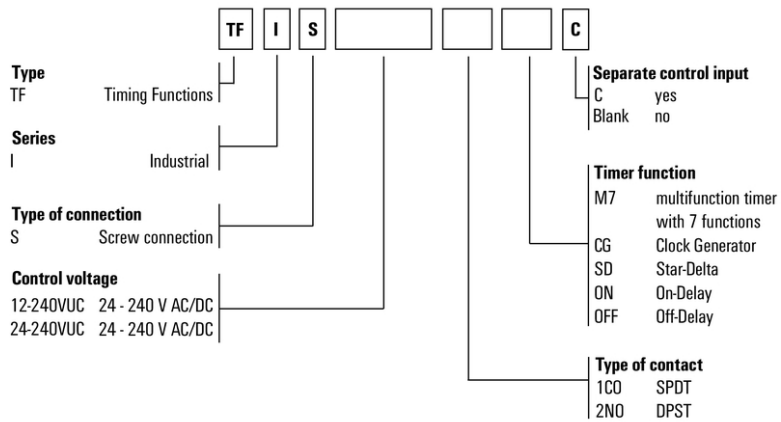 TF I S C
Type
TF Timing Functions
Series
I Industrial
Type of connection
S Screw connection
Control voltage
12-240VUC 24 - 240 V AC/DC
24-240VUC 24 - 240 V AC/DC
Separate control input
C yes
Blank no
Timer function
M7 multifunction timer
with 7 functions
CG Clock Generator
SD Star-Delta
ON On-Delay
OFF Off-Delay
Type of contact
1CO SPDT
2NO DPST